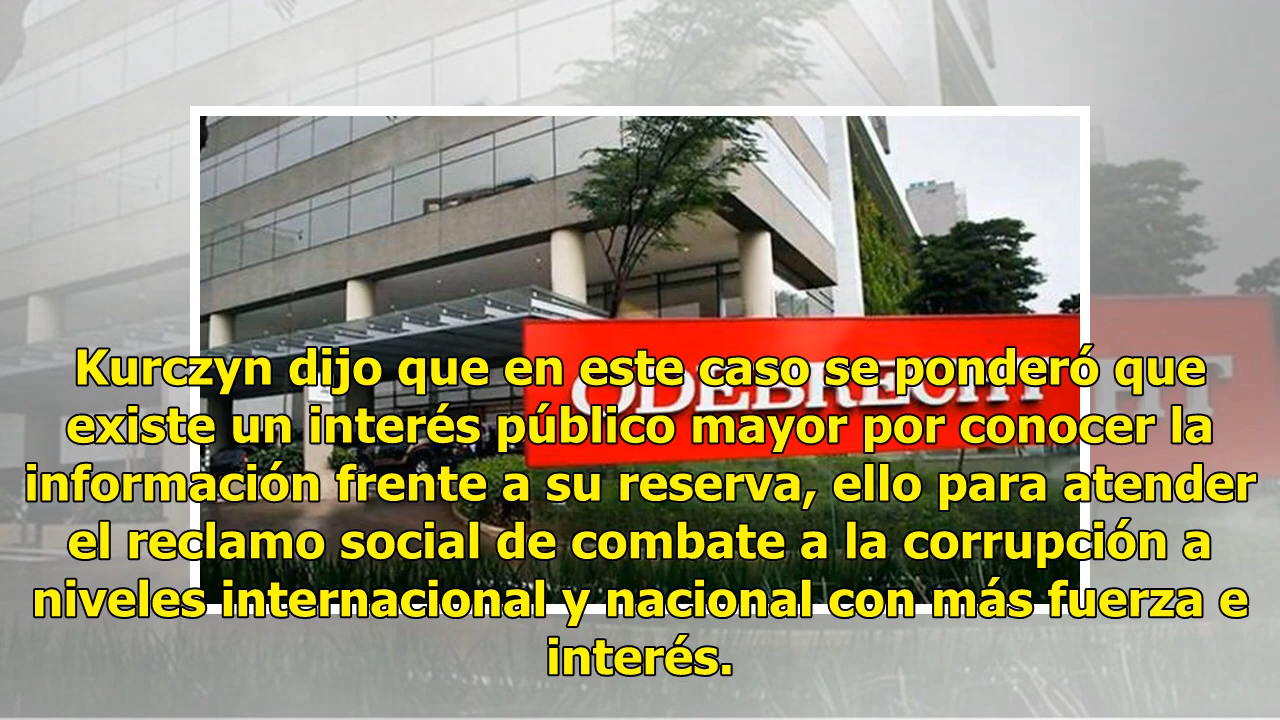 ODEBRECHT
Kurczyn dijo que en este caso se ponderó que
existe un interés público mayor por conocer la
información frente a su reserva, ello para atender
el reclamo social de combate a la corrupción a
niveles internacional y nacional con más fuerza e
interés.